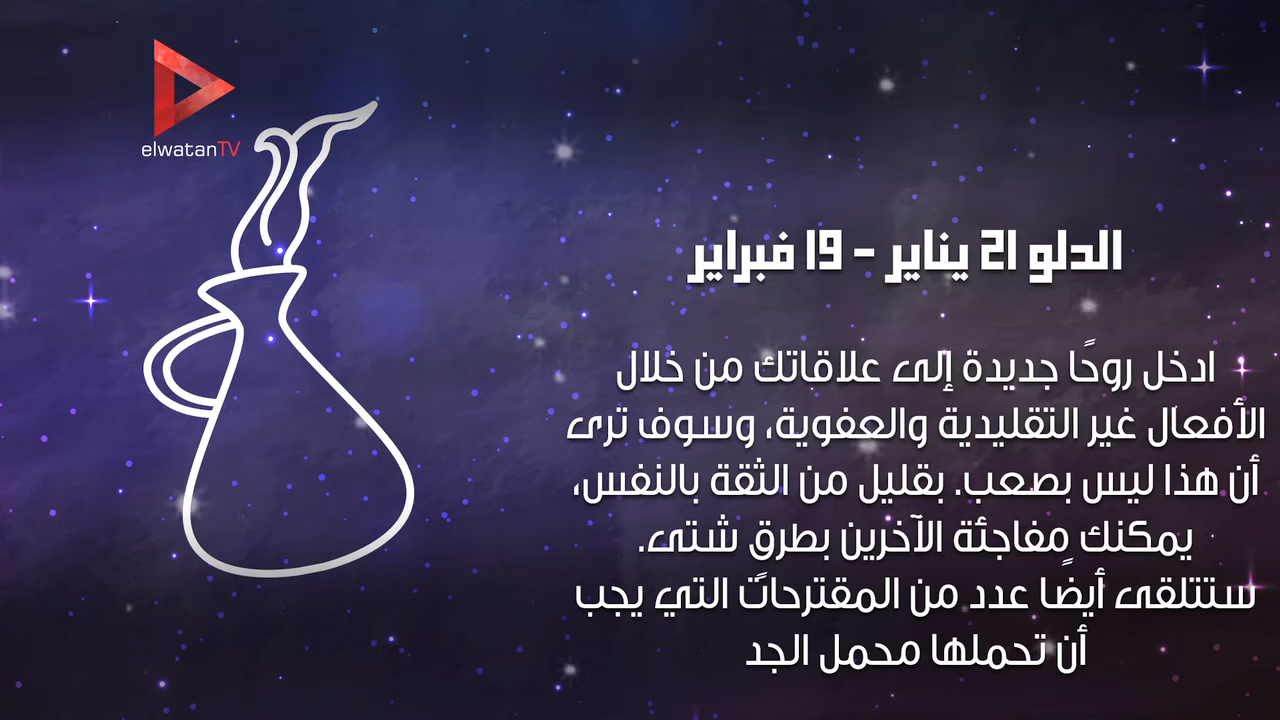 elwatanTV
الدلو 21 يناير - 19 فبراير
ادخل روحًا جديدة إلى علاقاتك من خلال
الأفعال غير التقليدية والعفوية، وسوف ترى
أن هذا ليس بصعب. بقليل من الثقة بالنفس،
يمكنك مفاجئة الآخرين بطرق شتى.
ستتلقى أيضًا عدد من المقترحات التي يجب
أن تحملها محمل الجد